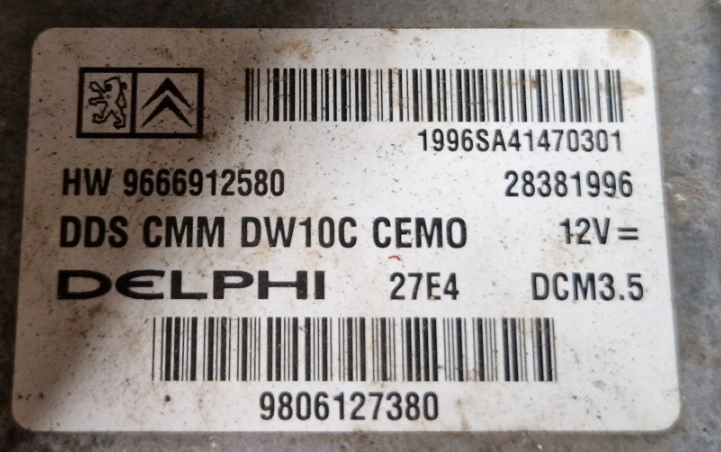 1996SA41470301
HW 9666912580 28381996
DDS CMM DW10C CEMO 12V =
DELPHI 27E4 DCM3.5
9806127380